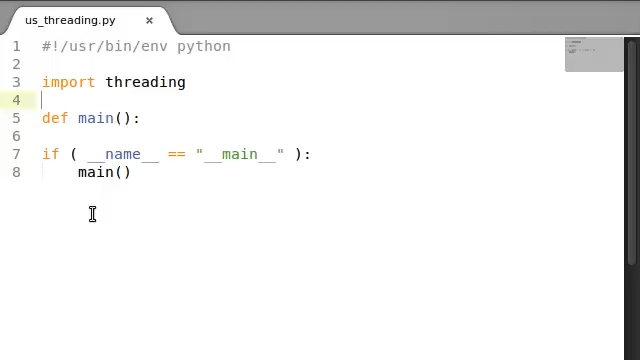 us_threading.py ×
1 #!/usr/bin/env python
2
3 import threading
4
5 def main():
6
7 if ( __name__ == "__main__" ):
8     main()